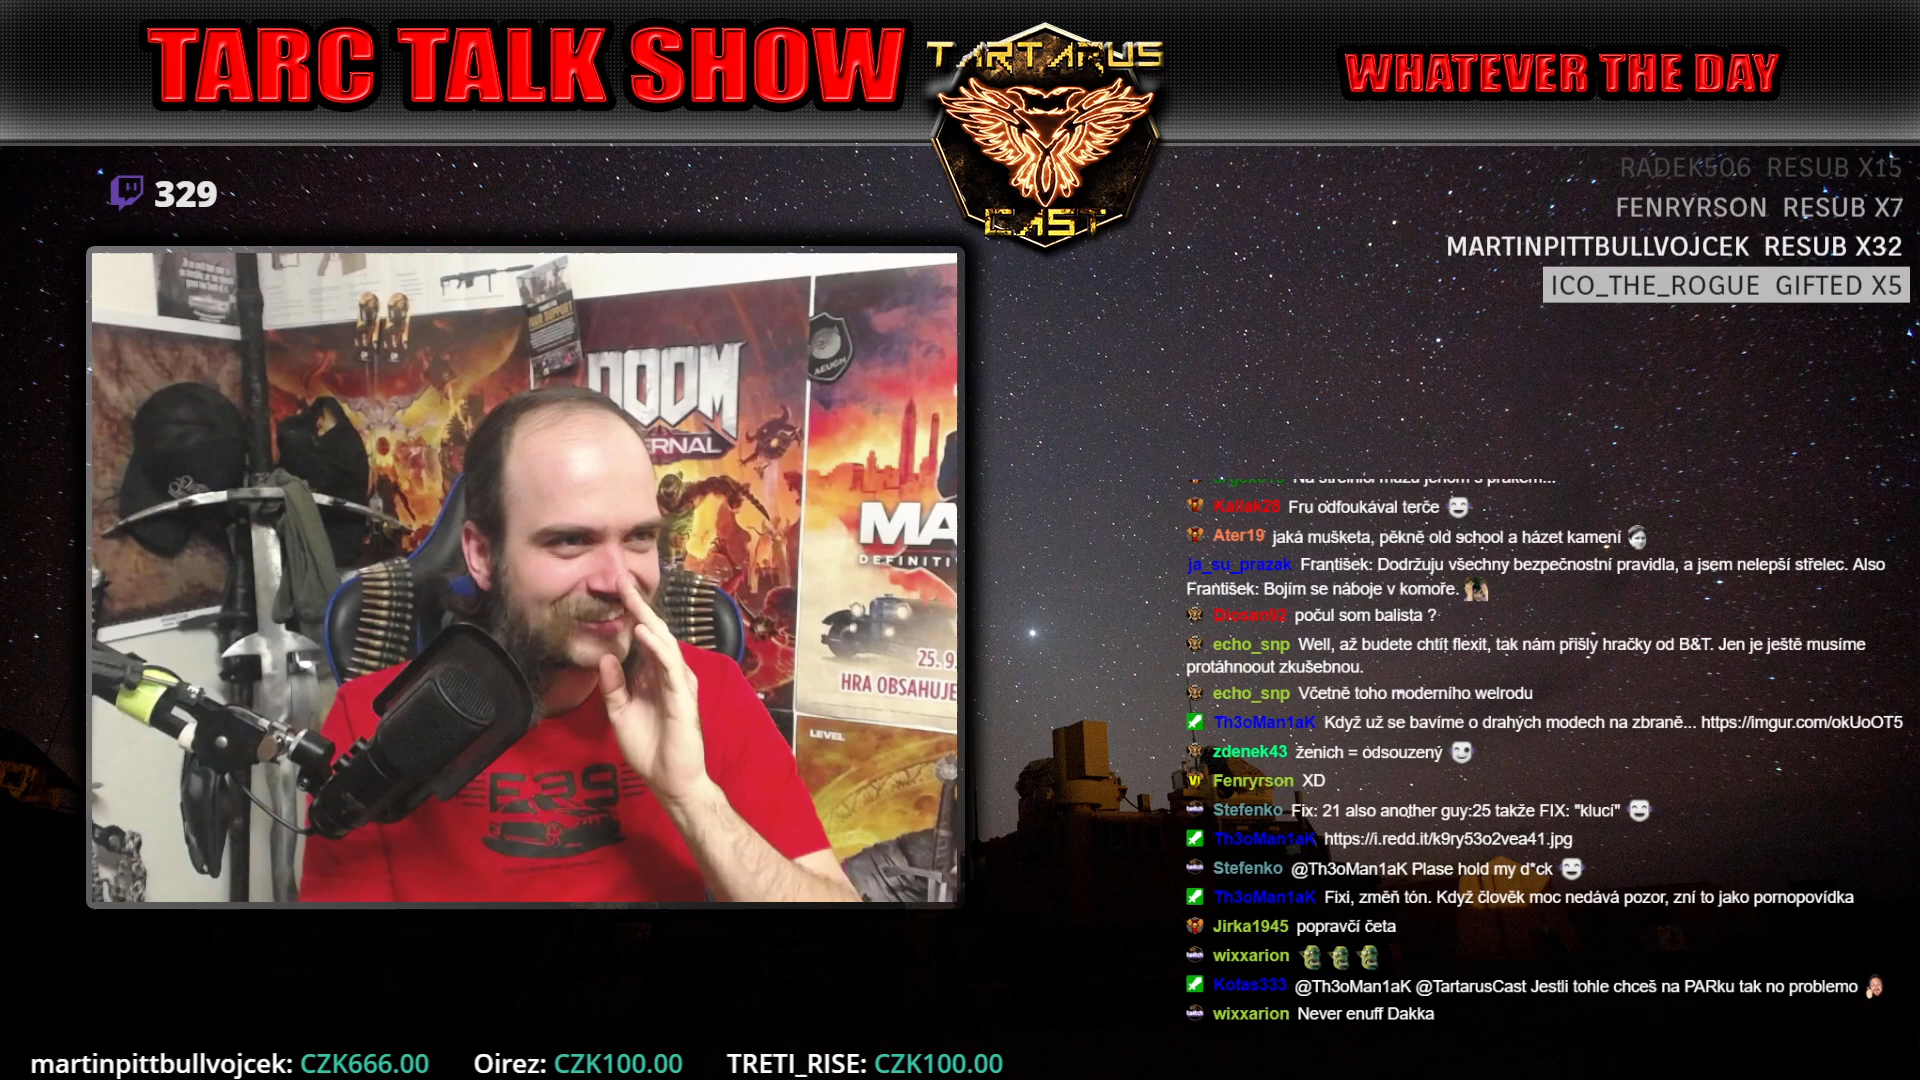 TARC TALK SHOW
TARTARUS
CAST
WHATEVER THE DAY
329
RADEK506 RESUB X15
FENRYRSON RESUB X7
MARTINPITTBULLVOJCEK RESUB X32
ICO_THE_ROGUE GIFTED X5
DOOM
ERNAL
AEUGH
MA
DEFINITI
25. 9.
HRA OBSAHUJE
LEVEL
E39
Kallak28 Fru odfoukával terče
Ater19 jaká mušketa, pěkně old school a házet kamení
ja_su_prazak František: Dodržuju všechny bezpečnostní pravidla, a jsem nelepší střelec. Also
František: Bojím se náboje v komoře.
Diosan92 počul som balista ?
echo_snp Well, až budete chtít flexit, tak nám přišly hračky od B&T. Jen je ještě musíme
protáhnoout zkušebnou.
echo_snp Včetně toho moderního welrodu
Th3oMan1aK Když už se bavíme o drahých modech na zbraně... https://imgur.com/okUoOT5
zdenek43 ženich = odsouzený
Fenryrson XD
Stefenko Fix: 21 also another guy:25 takže FIX: "klucí"
Th3oMan1aK https://i.redd.it/k9ry53o2vea41.jpg
Stefenko @Th3oMan1aK Plase hold my d*ck
Th3oMan1aK Fixi, změň tón. Když člověk moc nedává pozor, zní to jako pornopovídka
Jirka1945 popravčí četa
wixxarion
Kotas333 @Th3oMan1aK @TartarusCast Jestli tohle chceš na PARku tak no problemo
wixxarion Never enuff Dakka
martinpittbullvojcek: CZK666.00 Oirez: CZK100.00 TRETI_RISE: CZK100.00